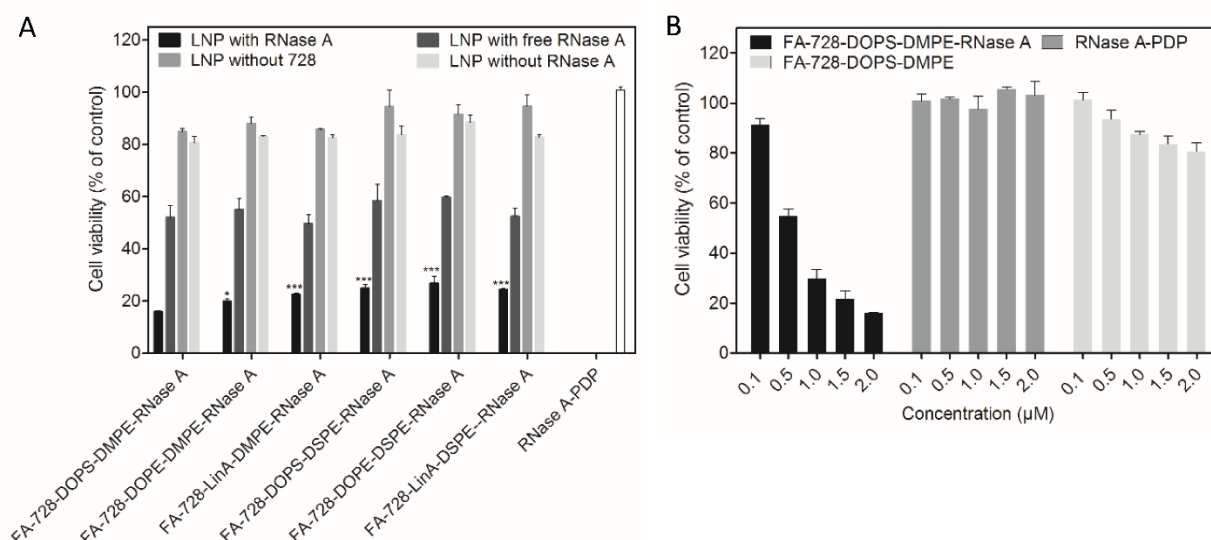 A
LNP with RNase A
LNP with free RNase A
LNP without 728
LNP without RNase A
Cell viability (% of control)
120
100
80
60
40
20
0
*
***
***
***
***
FA-728-DOPS-DMPE-RNase A
FA-728-DOPE-DMPE-RNase A
FA-728-LinA-DMPE-RNase A
FA-728-DOPS-DSPE-RNase A
FA-728-DOPE-DSPE-RNase A
FA-728-LinA-DSPE--RNase A
RNase A-PDP
B
FA-728-DOPS-DMPE-RNase A
RNase A-PDP
FA-728-DOPS-DMPE
Cell viability (% of control)
120
100
80
60
40
20
0
0.1 0.5 1.0 1.5 2.0 0.1 0.5 1.0 1.5 2.0 0.1 0.5 1.0 1.5 2.0
Concentration (µM)